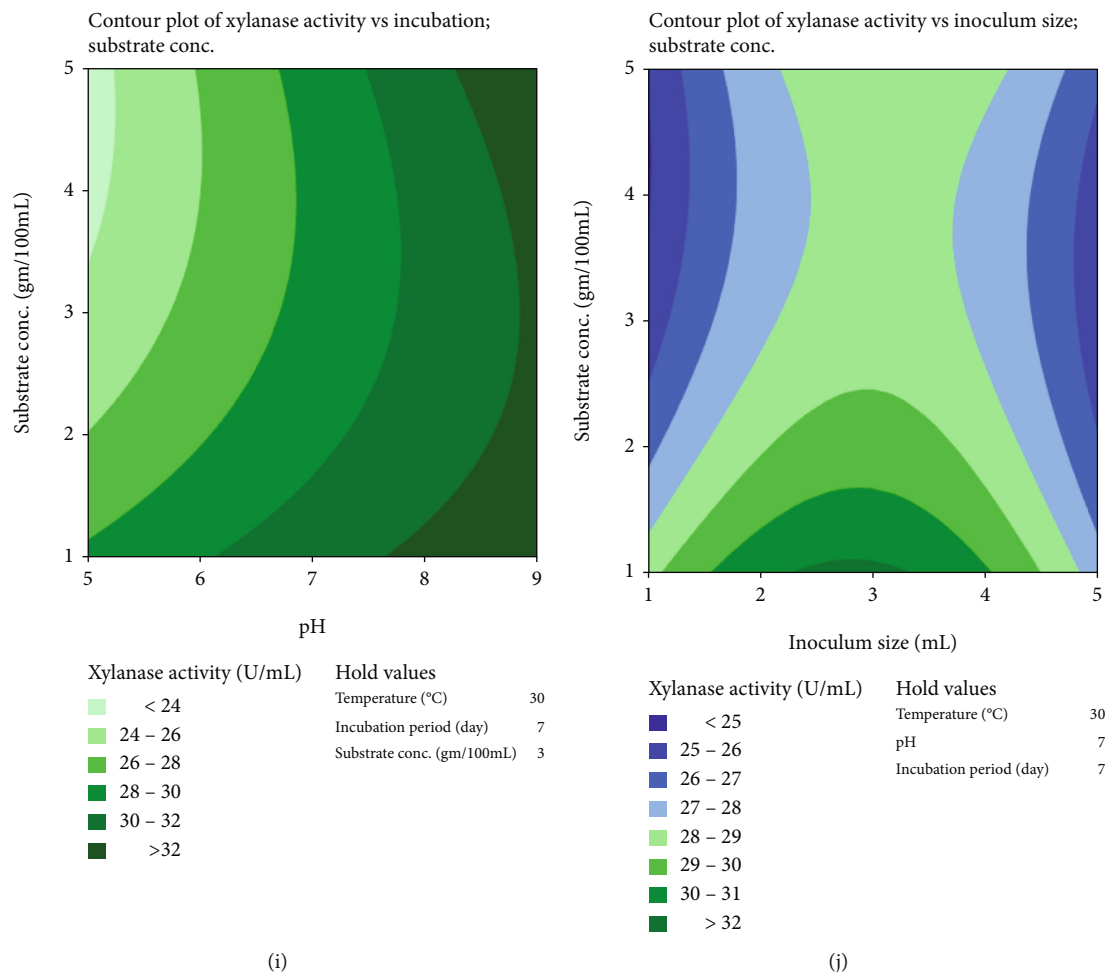 Contour plot of xylanase activity vs incubation;
substrate conc.
5
4
3
2
1
Substrate conc. (gm/100mL)
5 6 7 8 9
pH
Xylanase activity (U/mL)
< 24
24 – 26
26 – 28
28 – 30
30 – 32
>32
Hold values
Temperature (°C) 30
Incubation period (day) 7
Substrate conc. (gm/100mL) 3
(i)
Contour plot of xylanase activity vs inoculum size;
substrate conc.
5
4
3
2
1
Substrate conc. (gm/100mL)
1 2 3 4 5
Inoculum size (mL)
Xylanase activity (U/mL)
< 25
25 – 26
26 – 27
27 – 28
28 – 29
29 – 30
30 – 31
> 32
Hold values
Temperature (°C) 30
pH 7
Incubation period (day) 7
(j)